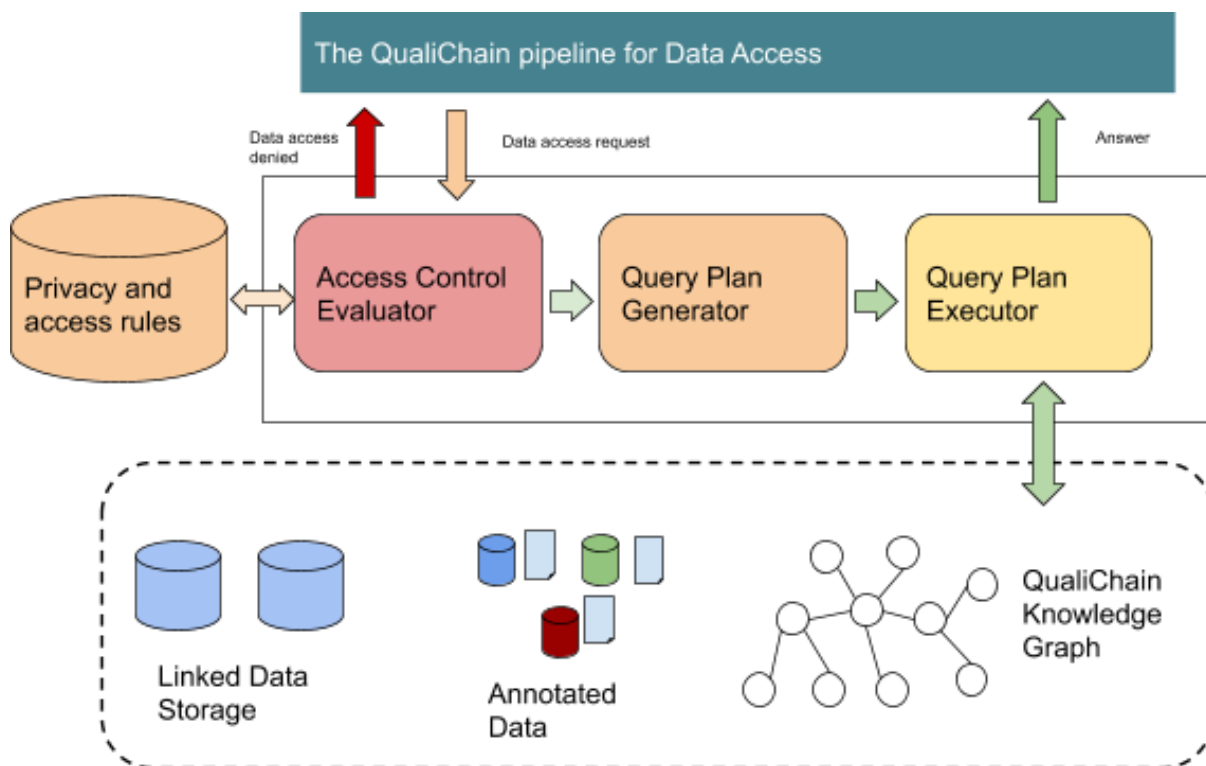 The QualiChain pipeline for Data Access
Data access
denied
Data access request
Answer
Privacy and
access rules
Access Control
Evaluator
Query Plan
Generator
Query Plan
Executor
Linked Data
Storage
Annotated
Data
QualiChain
Knowledge
Graph